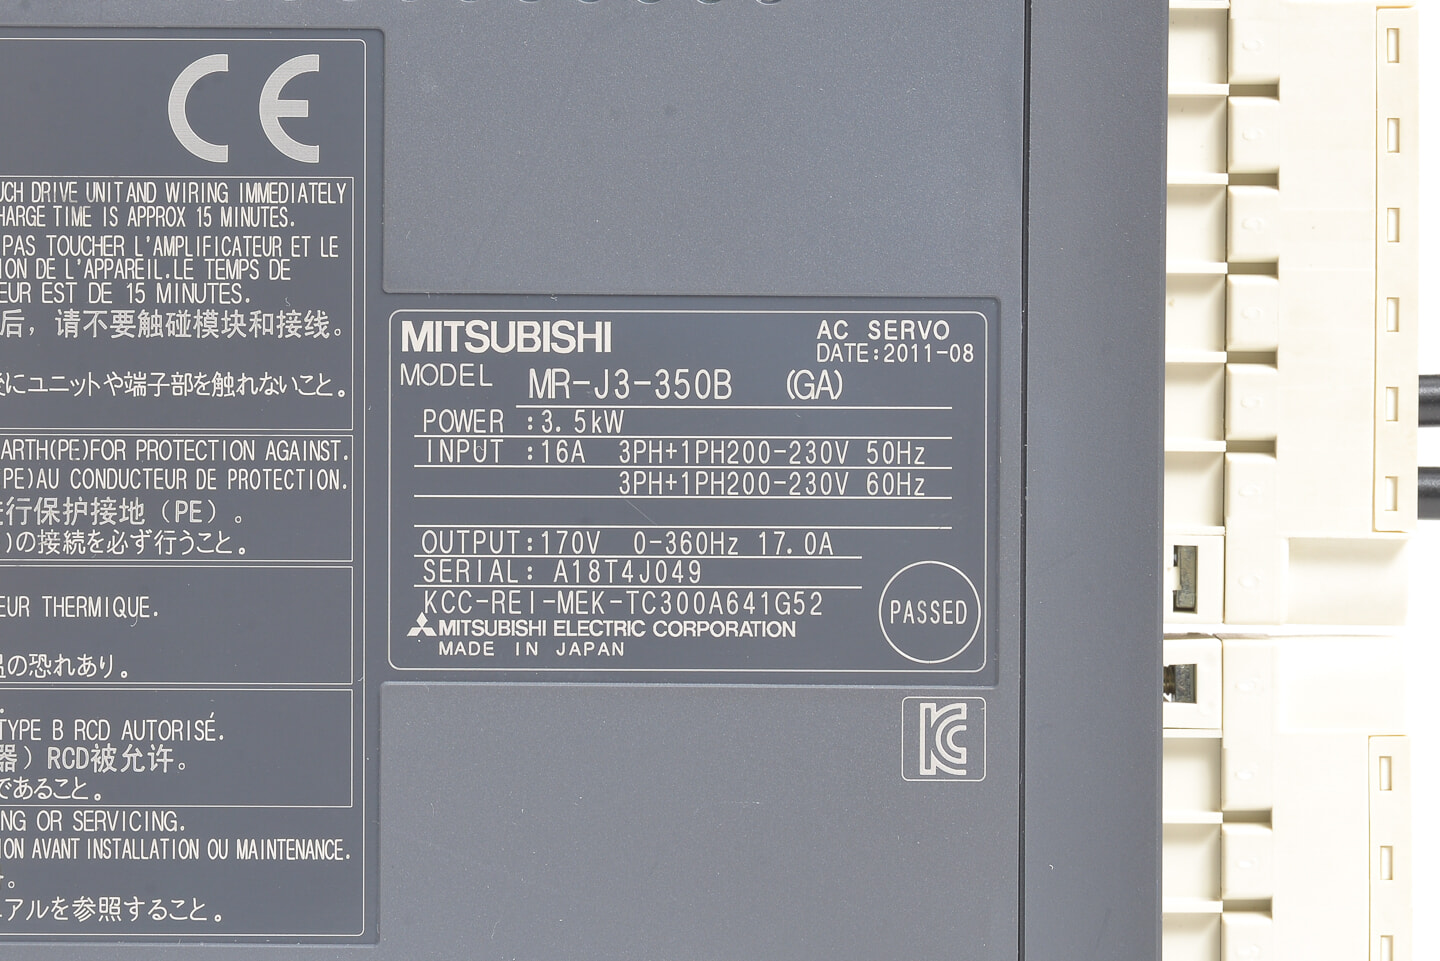 CE
UCH DRIVE UNIT AND WIRING IMMEDIATELY
HARGE TIME IS APPROX 15 MINUTES.
PAS TOUCHER L'AMPLIFICATEUR ET LE
ION DE L'APPAREIL.LE TEMPS DE
EUR EST DE 15 MINUTES.
后，请不要触碰模块和接线。
にユニットや端子部を触れないこと。
ARTH(PE)FOR PROTECTION AGAINST.
PE)AU CONDUCTEUR DE PROTECTION.
行保护接地（PE）。
)の接続を必ず行うこと。
EUR THERMIQUE.
の恐れあり。
TYPE B RCD AUTORISÉ.
器）RCD被允许。
であること。
NG OR SERVICING.
ION AVANT INSTALLATION OU MAINTENANCE.
アルを参照すること。
MITSUBISHI
AC SERVO
DATE:2011-08
MODEL MR-J3-350B (GA)
POWER :3.5kW
INPUT :16A 3PH+1PH200-230V 50Hz
3PH+1PH200-230V 60Hz
OUTPUT:170V 0-360Hz 17.0A
SERIAL: A18T4J049
KCC-REI-MEK-TC300A641G52
MITSUBISHI ELECTRIC CORPORATION
MADE IN JAPAN
PASSED
KC